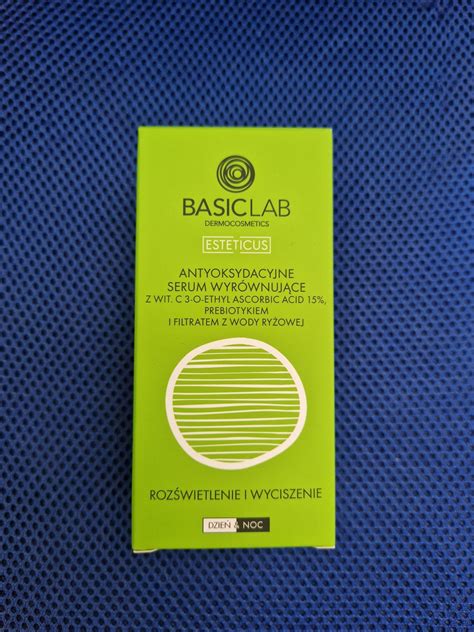 BASICLAB
DERMOCOSMETICS
ESTETICUS
ANTYOKSYDACYJNE
SERUM WYRÓWNUJĄCE
Z WIT. C 3-O-ETHYL ASCORBIC ACID 15%,
PREBIOTYKIEM
I FILTRATEM Z WODY RYŻOWEJ
ROZŚWIETLENIE I WYCISZENIE
DZIEŃ & NOC